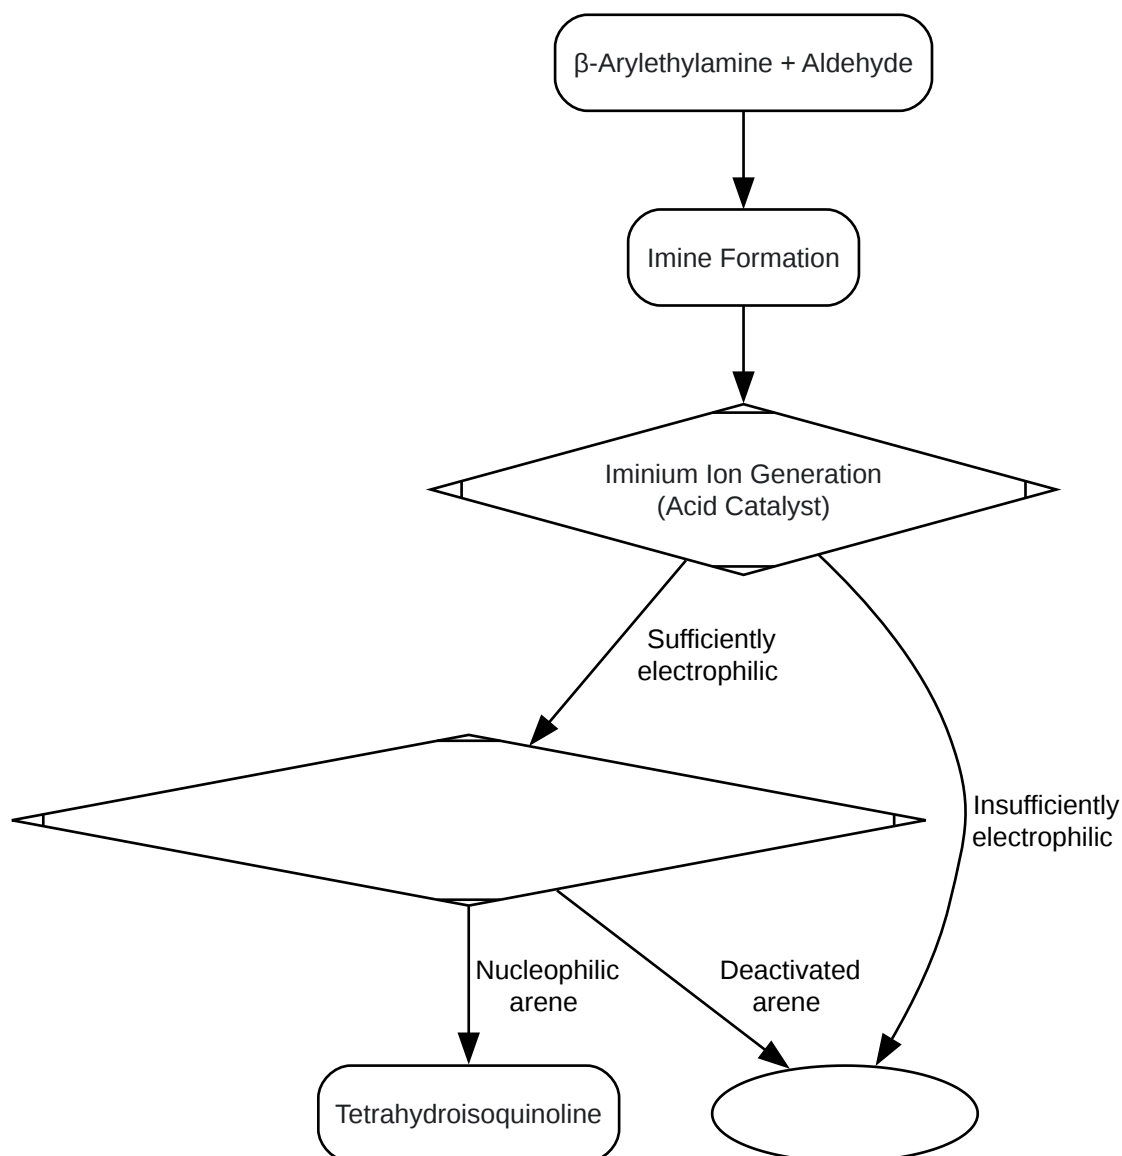 β-Arylethylamine + Aldehyde
Imine Formation
Iminium Ion Generation
(Acid Catalyst)
Sufficiently
electrophilic
Insufficiently
electrophilic
Nucleophilic
arene
Deactivated
arene
Tetrahydroisoquinoline